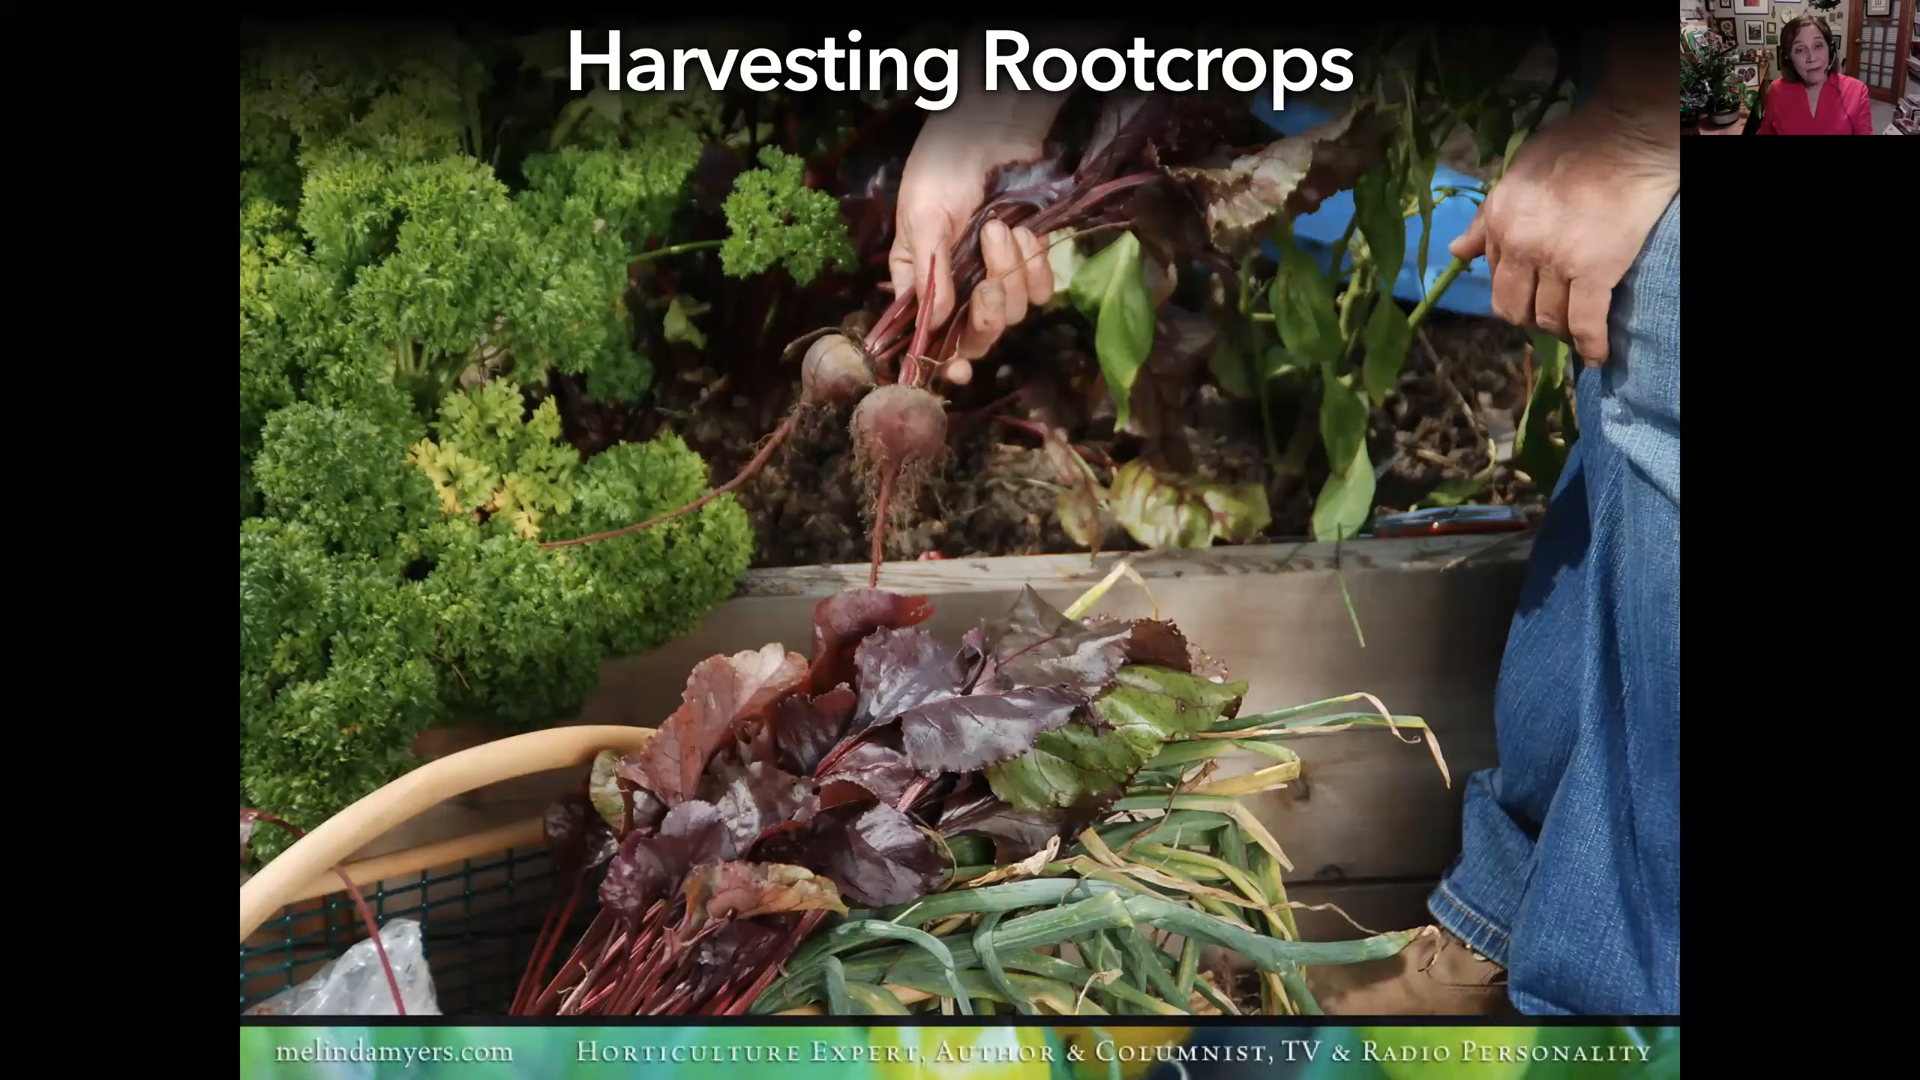 Harvesting Rootcrops
melindamyers.com Horticulture Expert, Author & Columnist, TV & Radio Personality